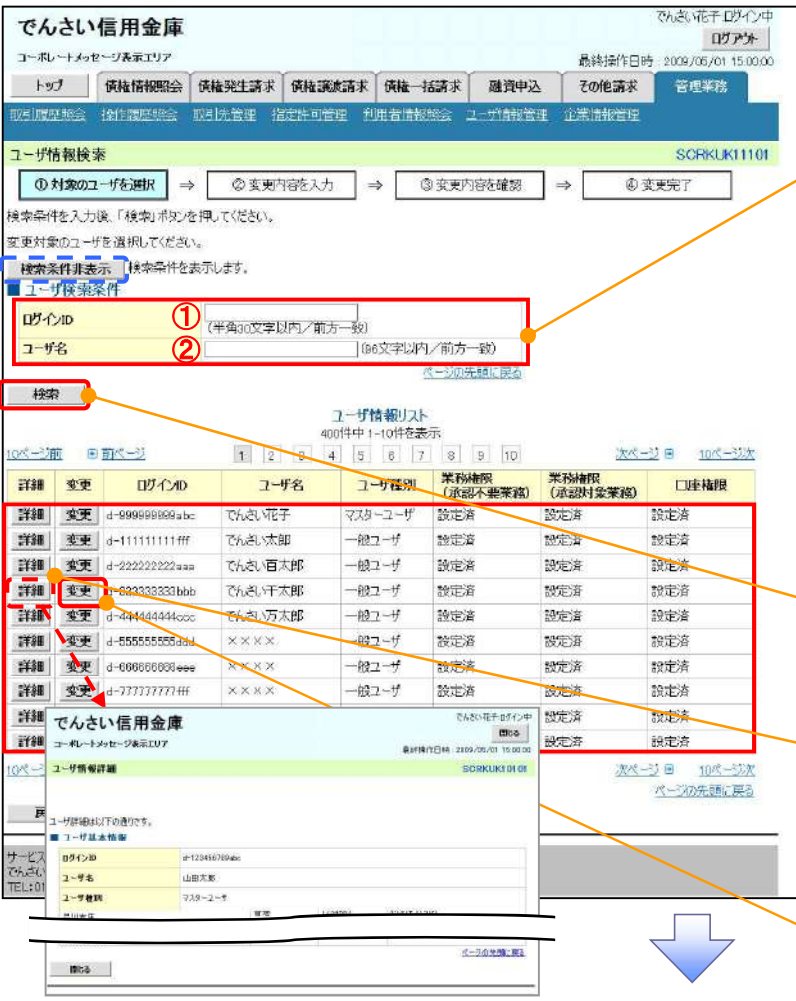 でんさい信用金庫
でんさい花子 ログイン中
ログアウト
コーポレートメッセージ表示エリア
最終操作日時 : 2009/05/01 15:00:00
トップ 債権情報照会 債権発生請求 債権譲渡請求 債権一括請求 融資申込 その他請求 管理業務
取引履歴照会 操作履歴照会 取引先管理 指定許可管理 利用者情報照会 ユーザ情報管理 企業情報管理
ユーザ情報検索 SCRKUK11101
① 対象のユーザを選択 ⇒ ② 変更内容を入力 ⇒ ③ 変更内容を確認 ⇒ ④ 変更完了
検索条件を入力後、「検索」ボタンを押してください。
変更対象のユーザを選択してください。
検索条件非表示 検索条件を表示します。
■ ユーザ検索条件
ログインID ① (半角30文字以内/前方一致)
ユーザ名 ② (96文字以内/前方一致)
ページの先頭に戻る
検索
ユーザ情報リスト
400件中 1-10件を表示
10ページ前 前ページ 1 2 3 4 5 6 7 8 9 10 次ページ 10ページ次
詳細 変更 ログインID ユーザ名 ユーザ種別 業務権限(承認不要業務) 業務権限(承認対象業務) 口座権限
詳細 変更 d-999999999abc でんさい花子 マスターユーザ 設定済 設定済 設定済
詳細 変更 d-111111111fff でんさい太郎 一般ユーザ 設定済 設定済 設定済
詳細 変更 d-222222222aaa でんさい百太郎 一般ユーザ 設定済 設定済 設定済
詳細 変更 d-333333333bbb でんさい千太郎 一般ユーザ 設定済 設定済 設定済
詳細 変更 d-444444444ccc でんさい万太郎 一般ユーザ 設定済 設定済 設定済
詳細 変更 d-555555555ddd ×××× 一般ユーザ 設定済 設定済 設定済
詳細 変更 d-666666666eee ×××× 一般ユーザ 設定済 設定済 設定済
詳細 変更 d-777777777fff ×××× 一般ユーザ 設定済 設定済 設定済
詳細 設定済 設定済
詳細 設定済 設定済
10ページ 次ページ 10ページ次
ページの先頭に戻る
サービス
でんさい
TEL:01
でんさい信用金庫
でんさい花子 ログイン中
閉じる
コーポレートメッセージ表示エリア
最終操作日時 : 2009/05/01 15:00:00
ユーザ情報詳細 SCRKUK10101
ユーザ詳細は以下の通りです。
■ ユーザ基本情報
ログインID d-123456789abc
ユーザ名 山田太郎
ユーザ種別 マスターユーザ
ページの先頭に戻る
閉じる